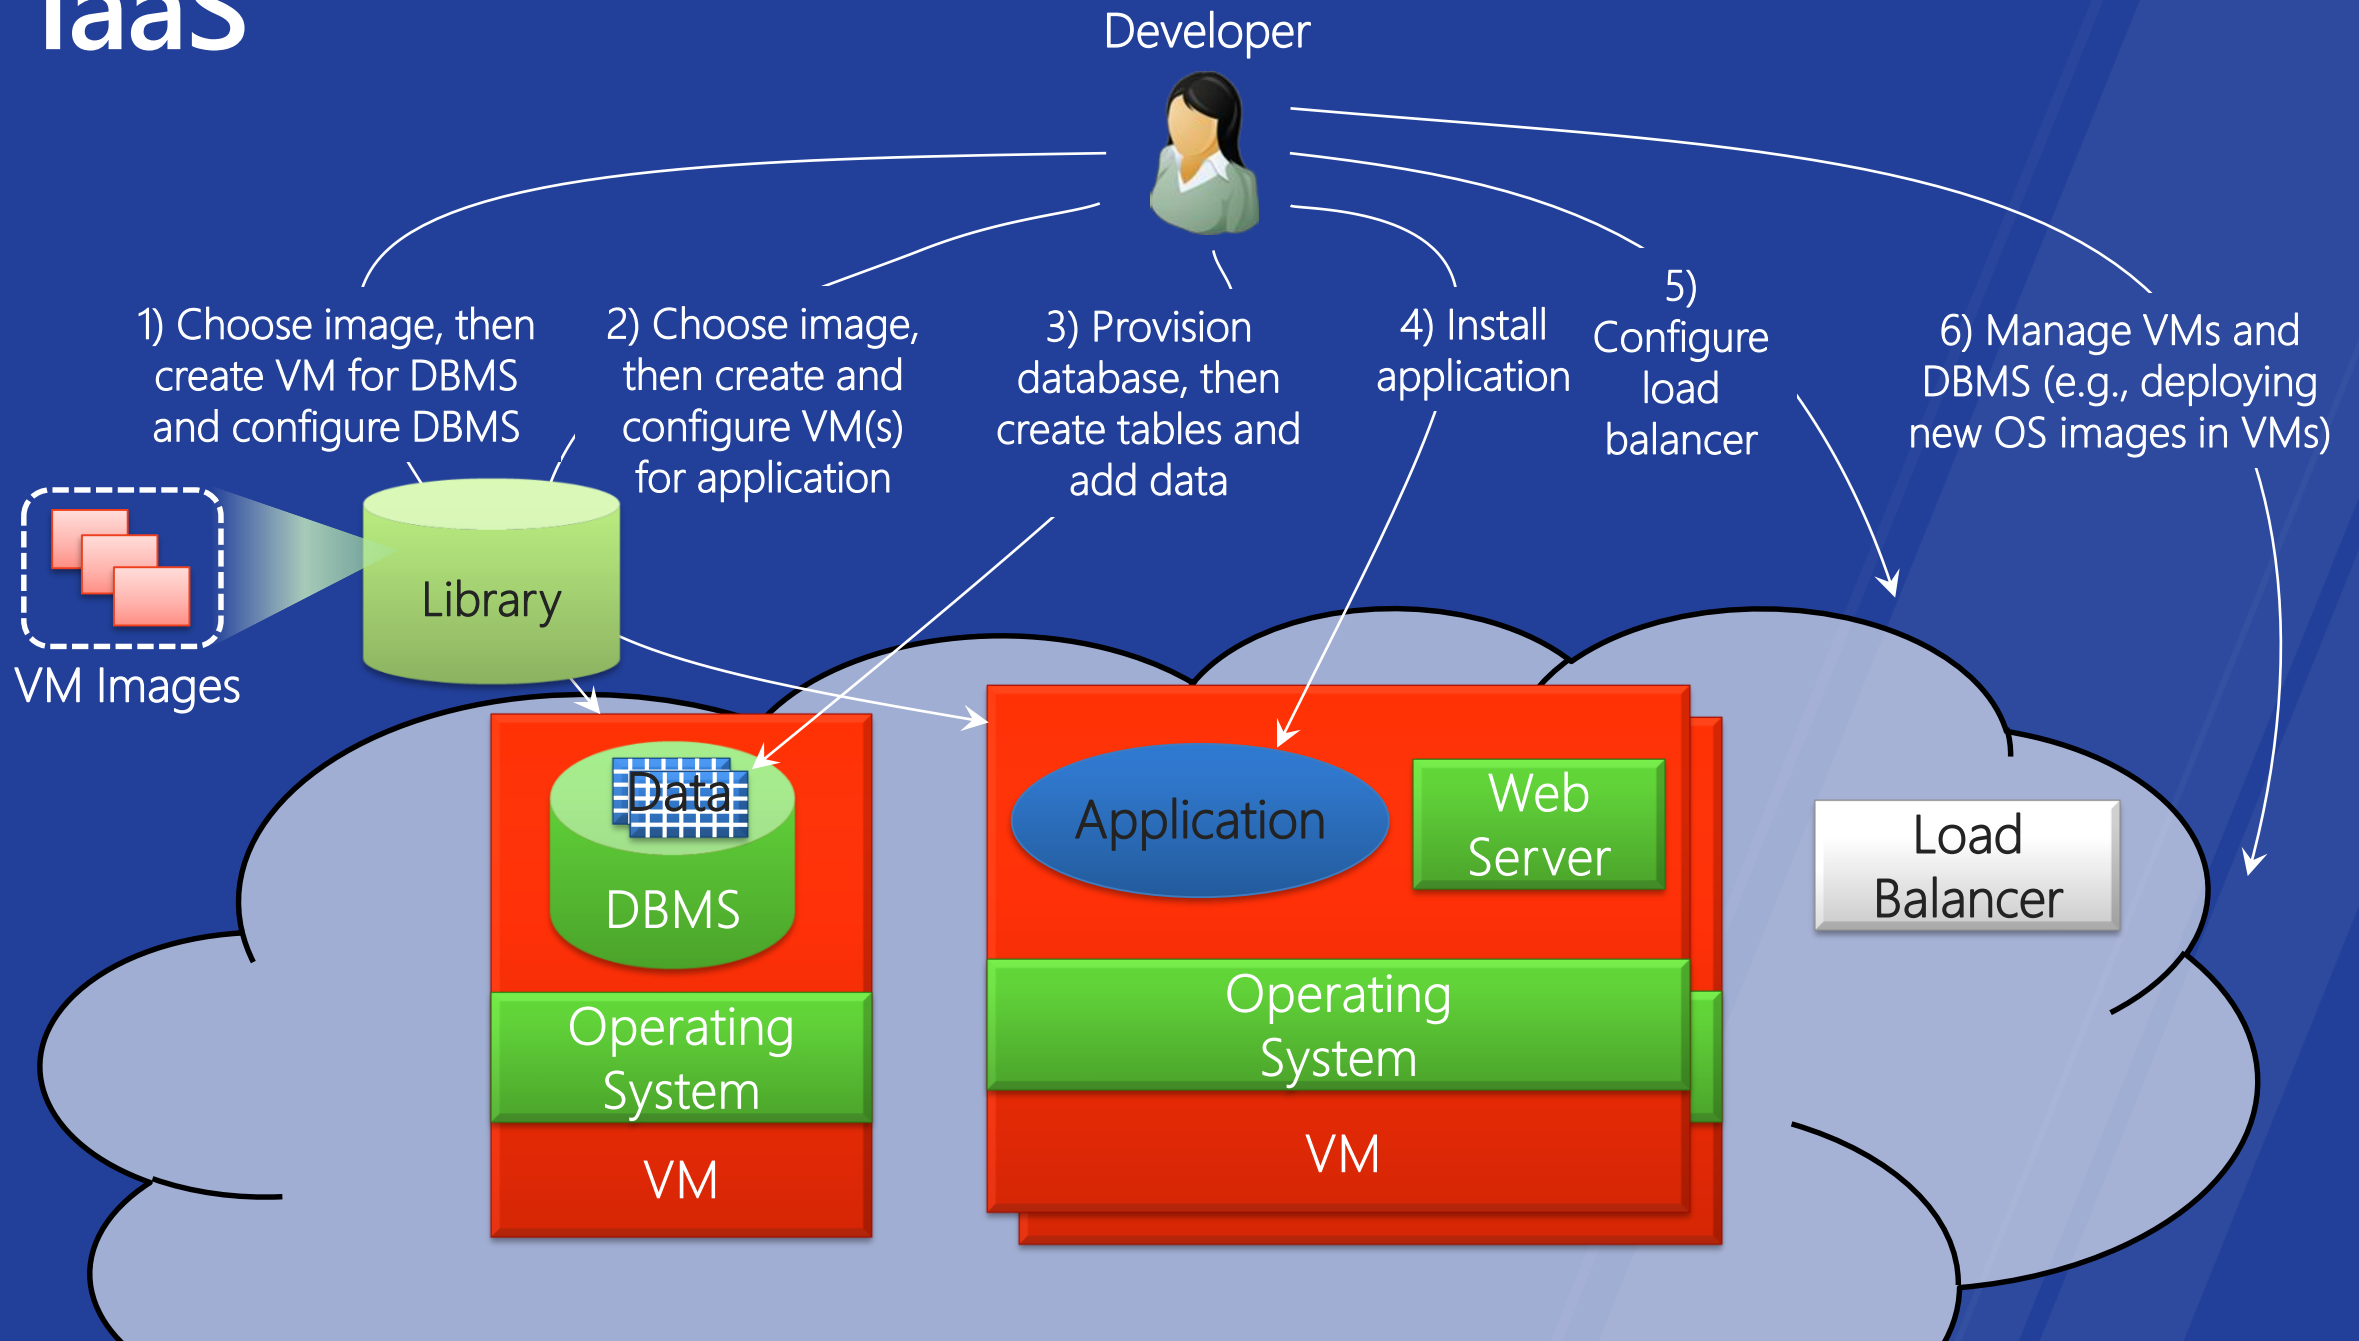 IaaS
Developer
1) Choose image, then
create VM for DBMS
and configure DBMS
2) Choose image,
then create and
configure VM(s)
for application
3) Provision
database, then
create tables and
add data
4) Install
application
5)
Configure
load
balancer
6) Manage VMs and
DBMS (e.g., deploying
new OS images in VMs)
VM Images
Library
Data
DBMS
Operating
System
VM
Application
Web
Server
Operating
System
VM
Load
Balancer